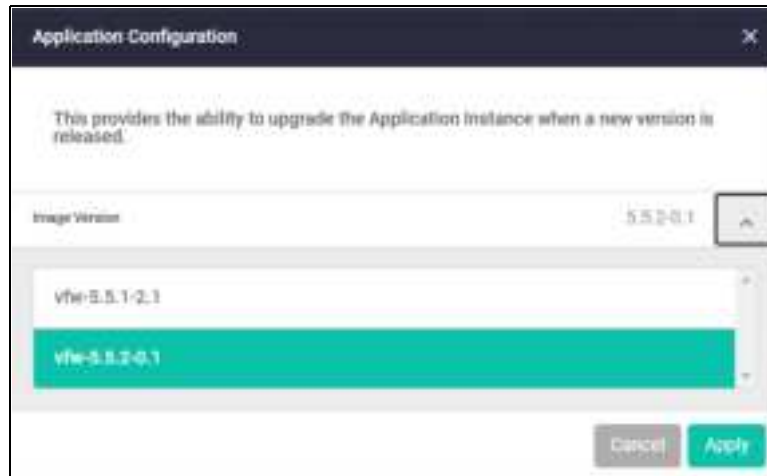 Application Configuration
This provides the ability to upgrade the Application Instance when a new version is
released.
Image Version 5.5.2-0.1
vfw-5.5.1-2.1
vfw-5.5.2-0.1
Cancel Apply